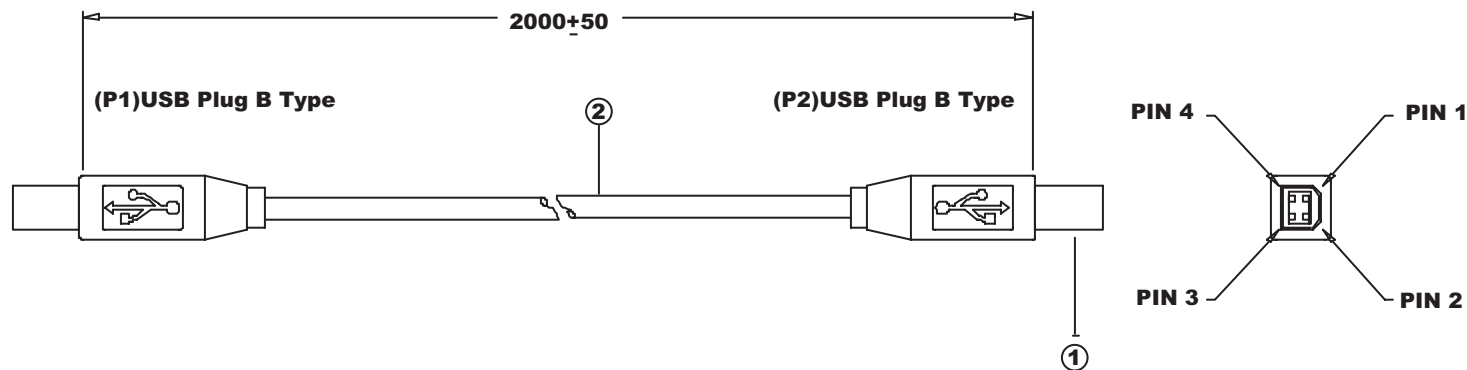 2000±50
(P1)USB Plug B Type
(P2)USB Plug B Type
2
PIN 4
PIN 1
PIN 3
PIN 2
1